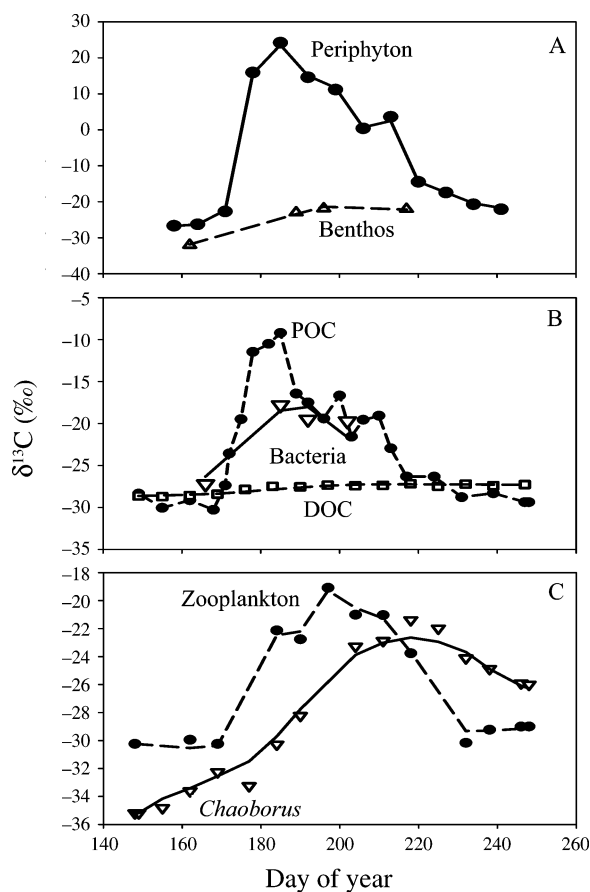 30
20
10
0
−10
−20
−30
−40
Periphyton
A
Benthos
−5
−10
−15
−20
−25
−30
−35
POC
B
Bacteria
DOC
δ¹³C (‰)
−18
−20
−22
−24
−26
−28
−30
−32
−34
−36
Zooplankton
C
Chaoborus
140 160 180 200 220 240 260
Day of year